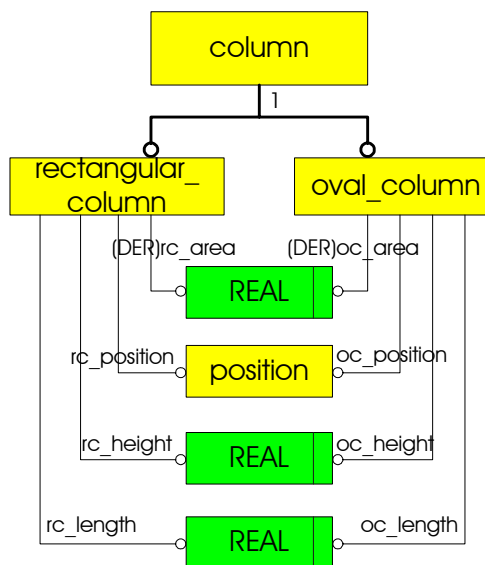 column
1
rectangular_
column
oval_column
(DER)rc_area
(DER)oc_area
REAL
rc_position
position
oc_position
rc_height
REAL
oc_height
rc_length
REAL
oc_length